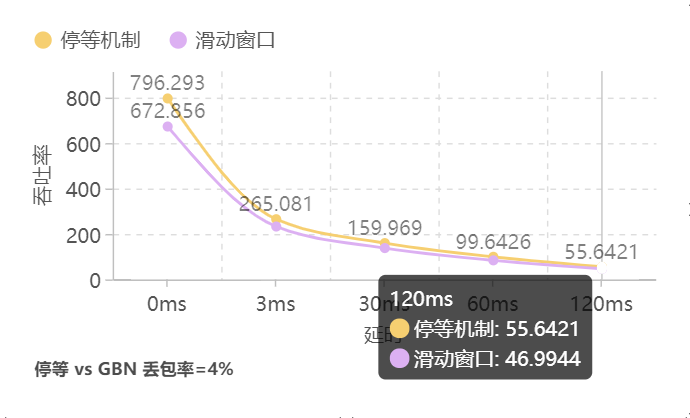 停等机制 滑动窗口
796.293
800
672.856
600
吞吐率
400
265.081
200
159.969
99.6426
55.6421
0
0ms 3ms 30ms 60ms 120ms
延时
120ms
停等机制: 55.6421
滑动窗口: 46.9944
停等 vs GBN 丢包率=4%